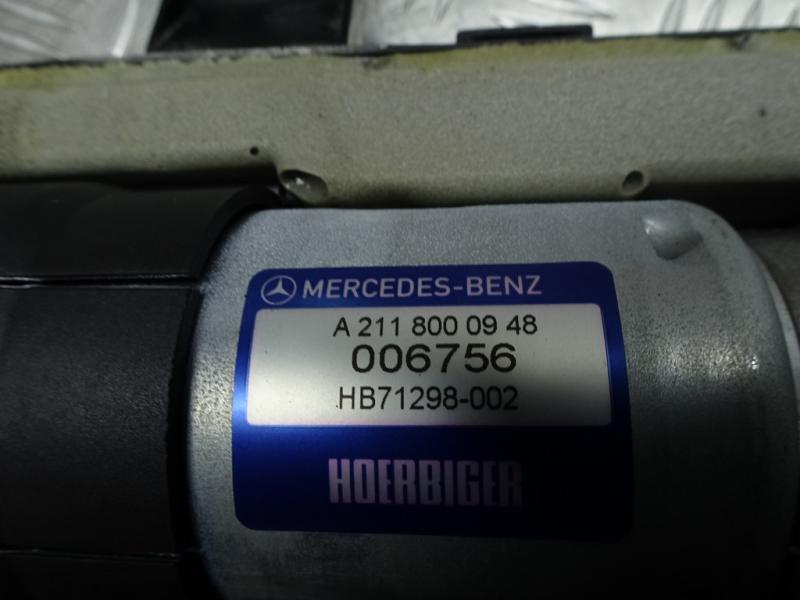 MERCEDES-BENZ
A 211 800 09 48
006756
HB71298-002
HOERBIGER